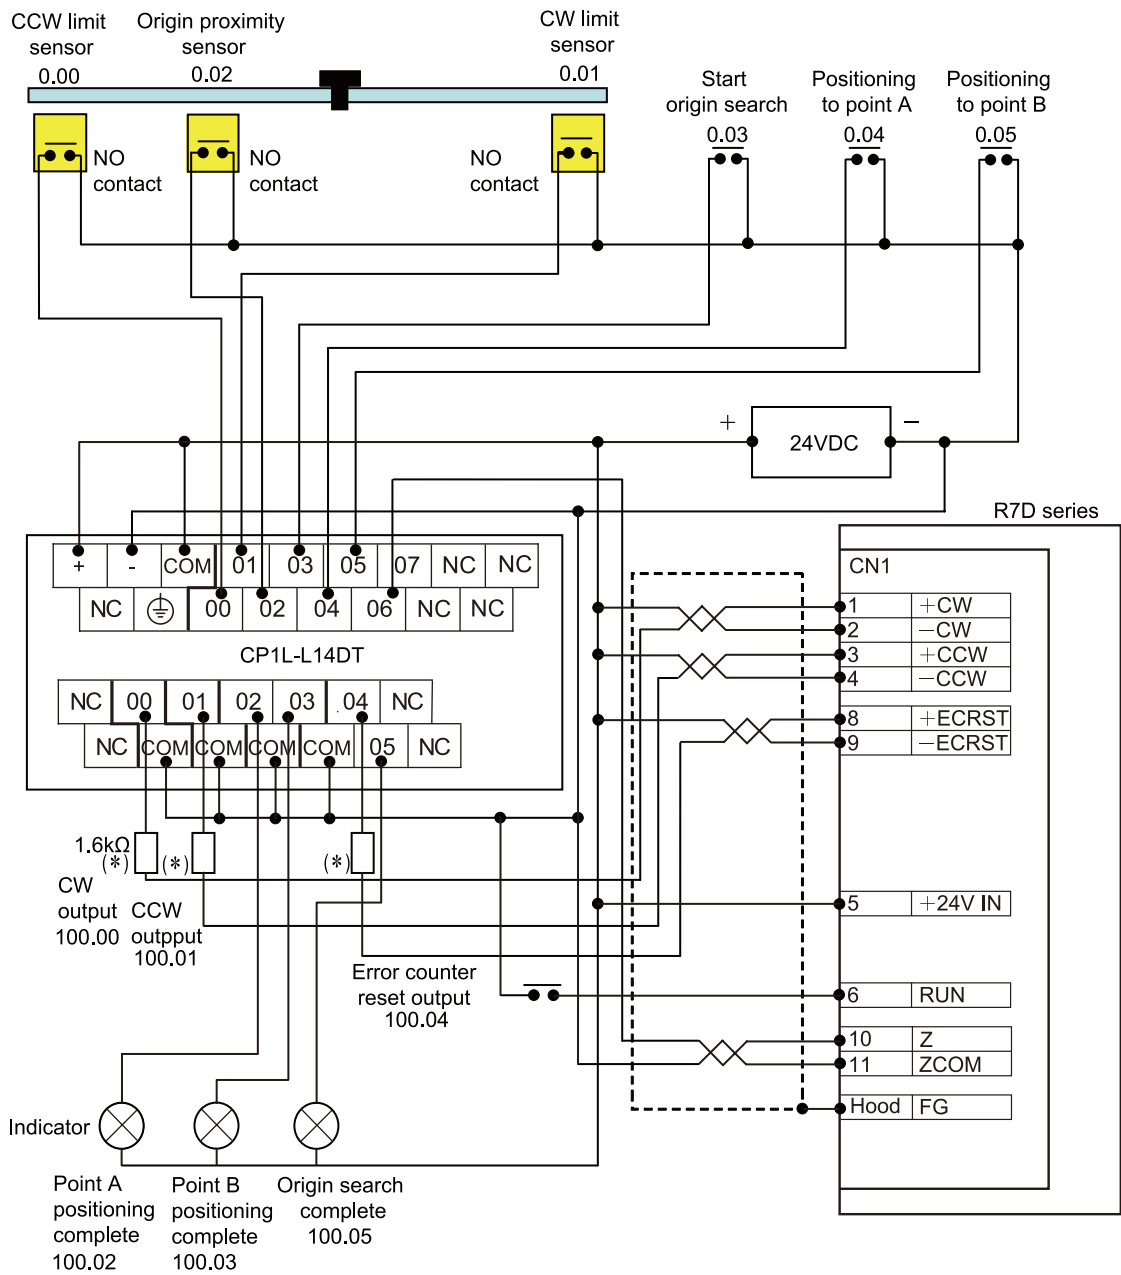 CCW limit
sensor
0.00
Origin proximity
sensor
0.02
CW limit
sensor
0.01
Start
origin search
0.03
Positioning
to point A
0.04
Positioning
to point B
0.05
NO
contact
NO
contact
NO
contact
+ 24VDC −
R7D series
+ - COM 01 03 05 07 NC NC
NC 00 02 04 06 NC NC
CP1L-L14DT
NC 00 01 02 03 04 NC
NC COM COM COM COM 05 NC
CN1
1 +CW
2 −CW
3 +CCW
4 −CCW
8 +ECRST
9 −ECRST
5 +24V IN
6 RUN
10 Z
11 ZCOM
Hood FG
1.6kΩ
(*) (*) (*)
CW
output
100.00
CCW
outpput
100.01
Error counter
reset output
100.04
Indicator
Point A
positioning
complete
100.02
Point B
positioning
complete
100.03
Origin search
complete
100.05